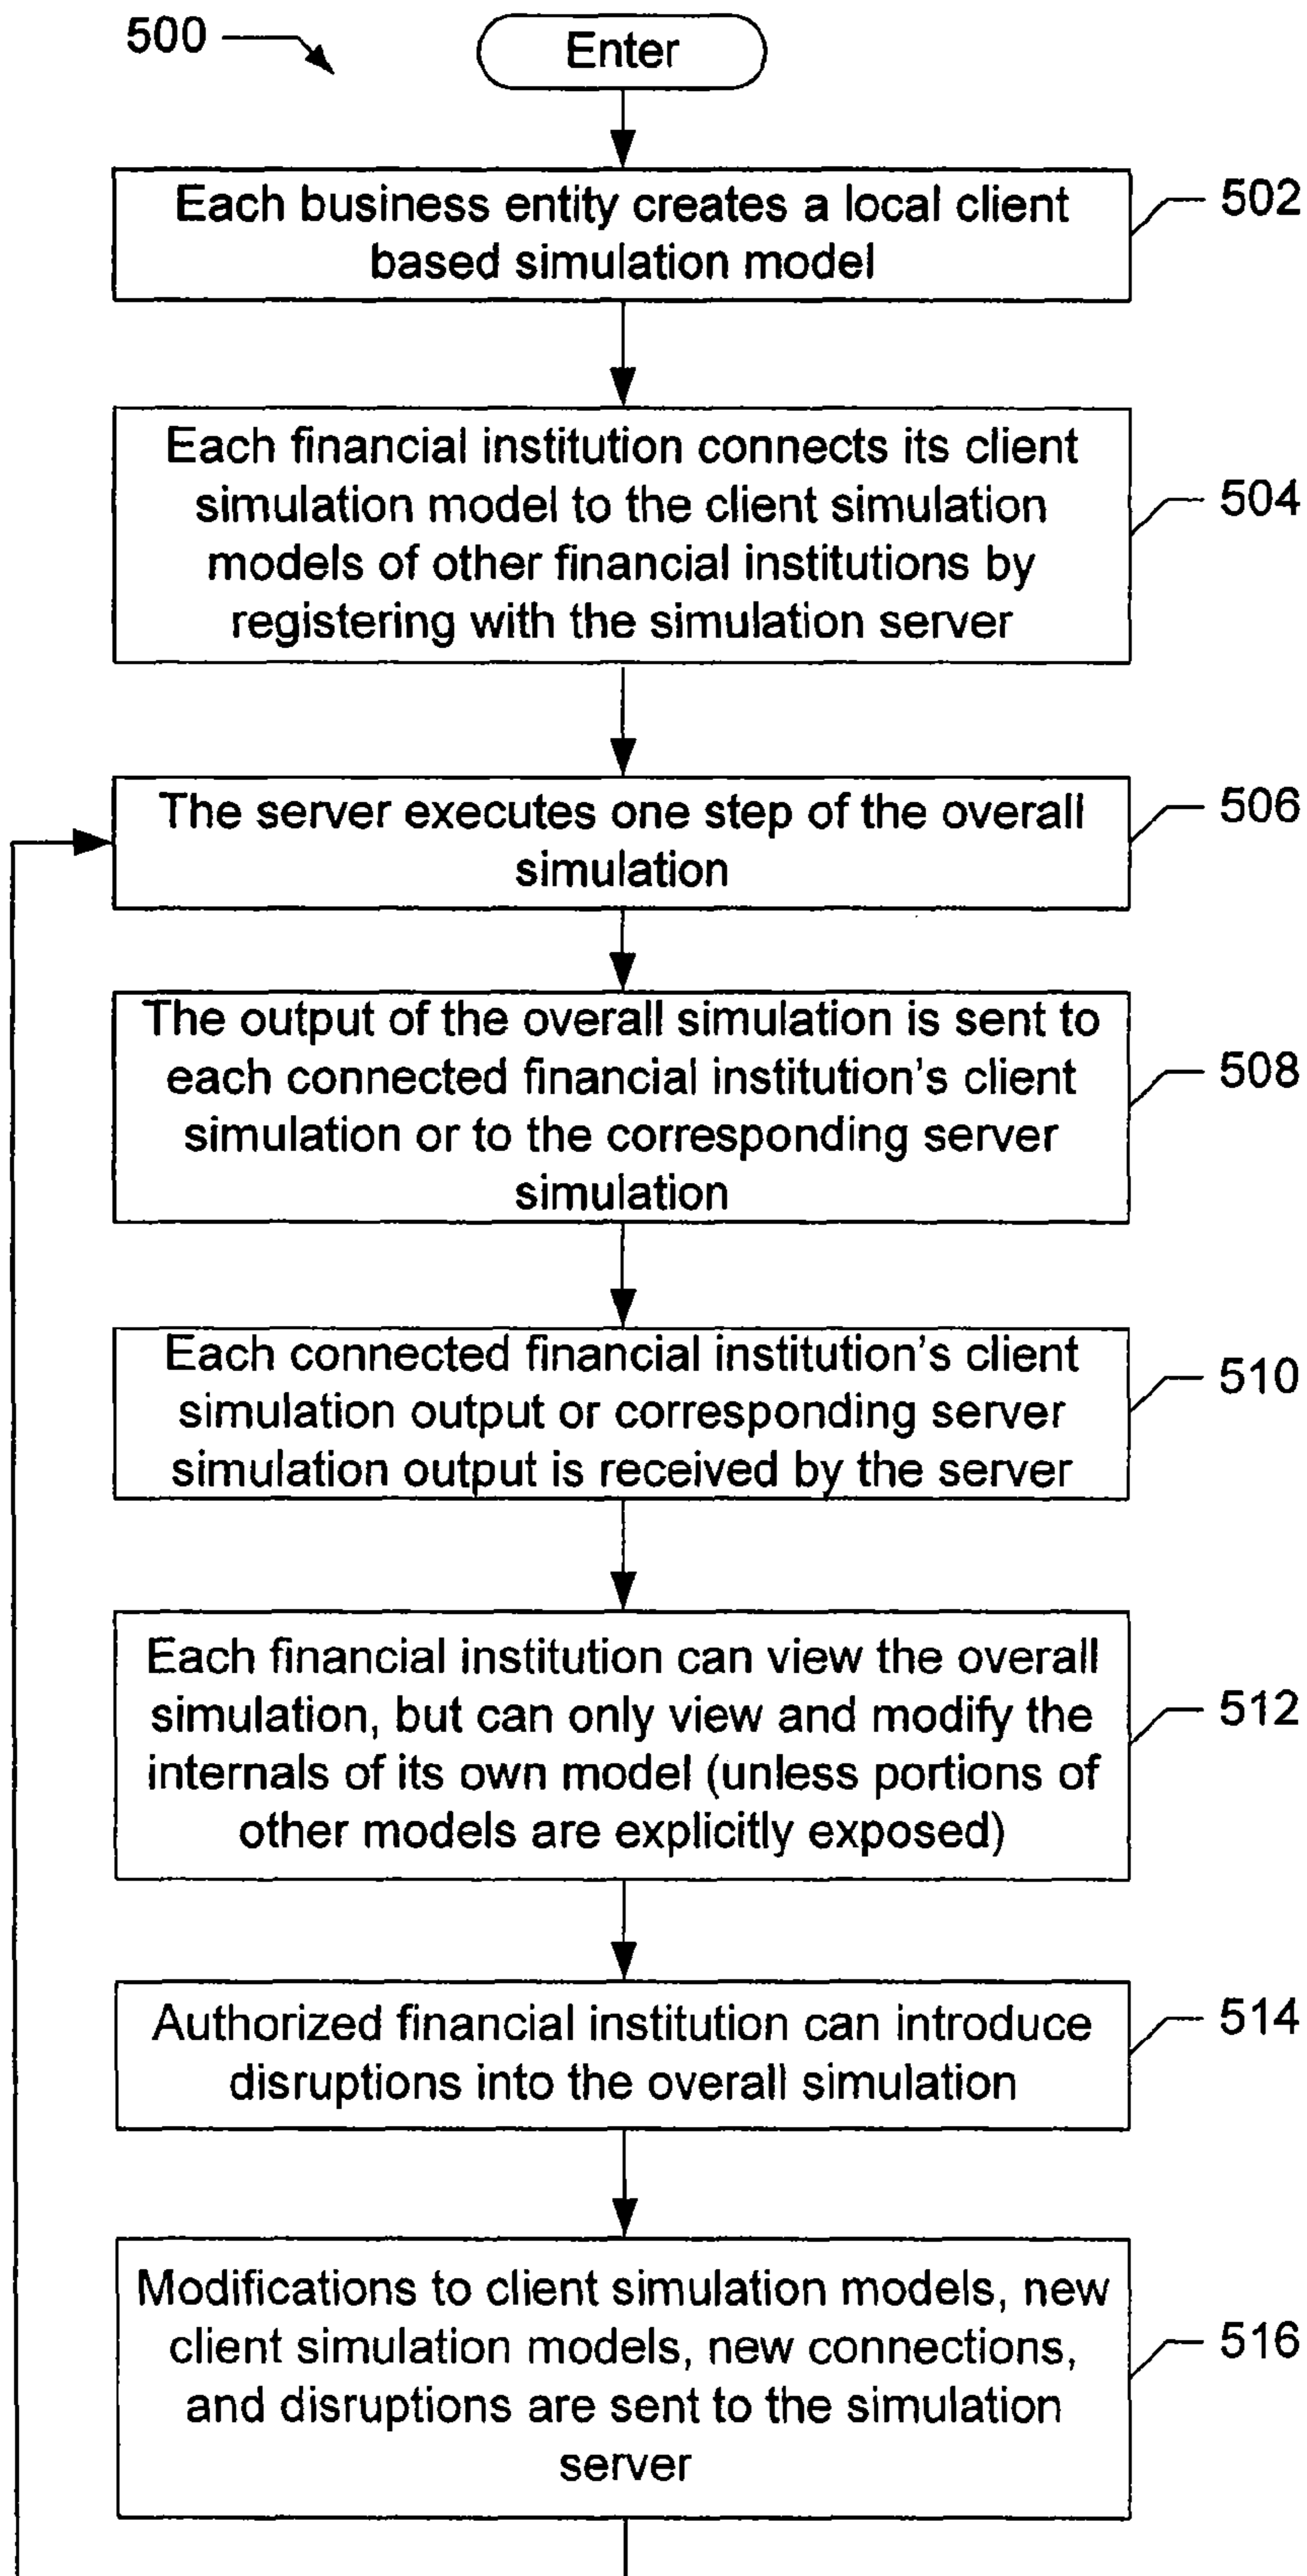 500
Enter
Each business entity creates a local client
based simulation model
502
Each financial institution connects its client
simulation model to the client simulation
models of other financial institutions by
registering with the simulation server
504
The server executes one step of the overall
simulation
506
The output of the overall simulation is sent to
each connected financial institution's client
simulation or to the corresponding server
simulation
508
Each connected financial institution's client
simulation output or corresponding server
simulation output is received by the server
510
Each financial institution can view the overall
simulation, but can only view and modify the
internals of its own model (unless portions of
other models are explicitly exposed)
512
Authorized financial institution can introduce
disruptions into the overall simulation
514
Modifications to client simulation models, new
client simulation models, new connections,
and disruptions are sent to the simulation
server
516